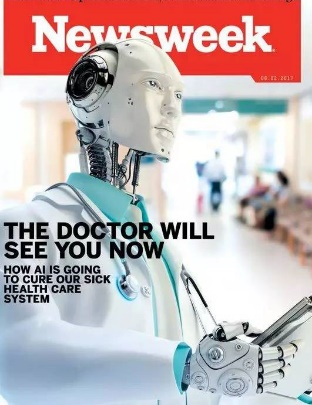 Newsweek
THE DOCTOR WILL
SEE YOU NOW
HOW AI IS GOING
TO CURE OUR SICK
HEALTH CARE
SYSTEM